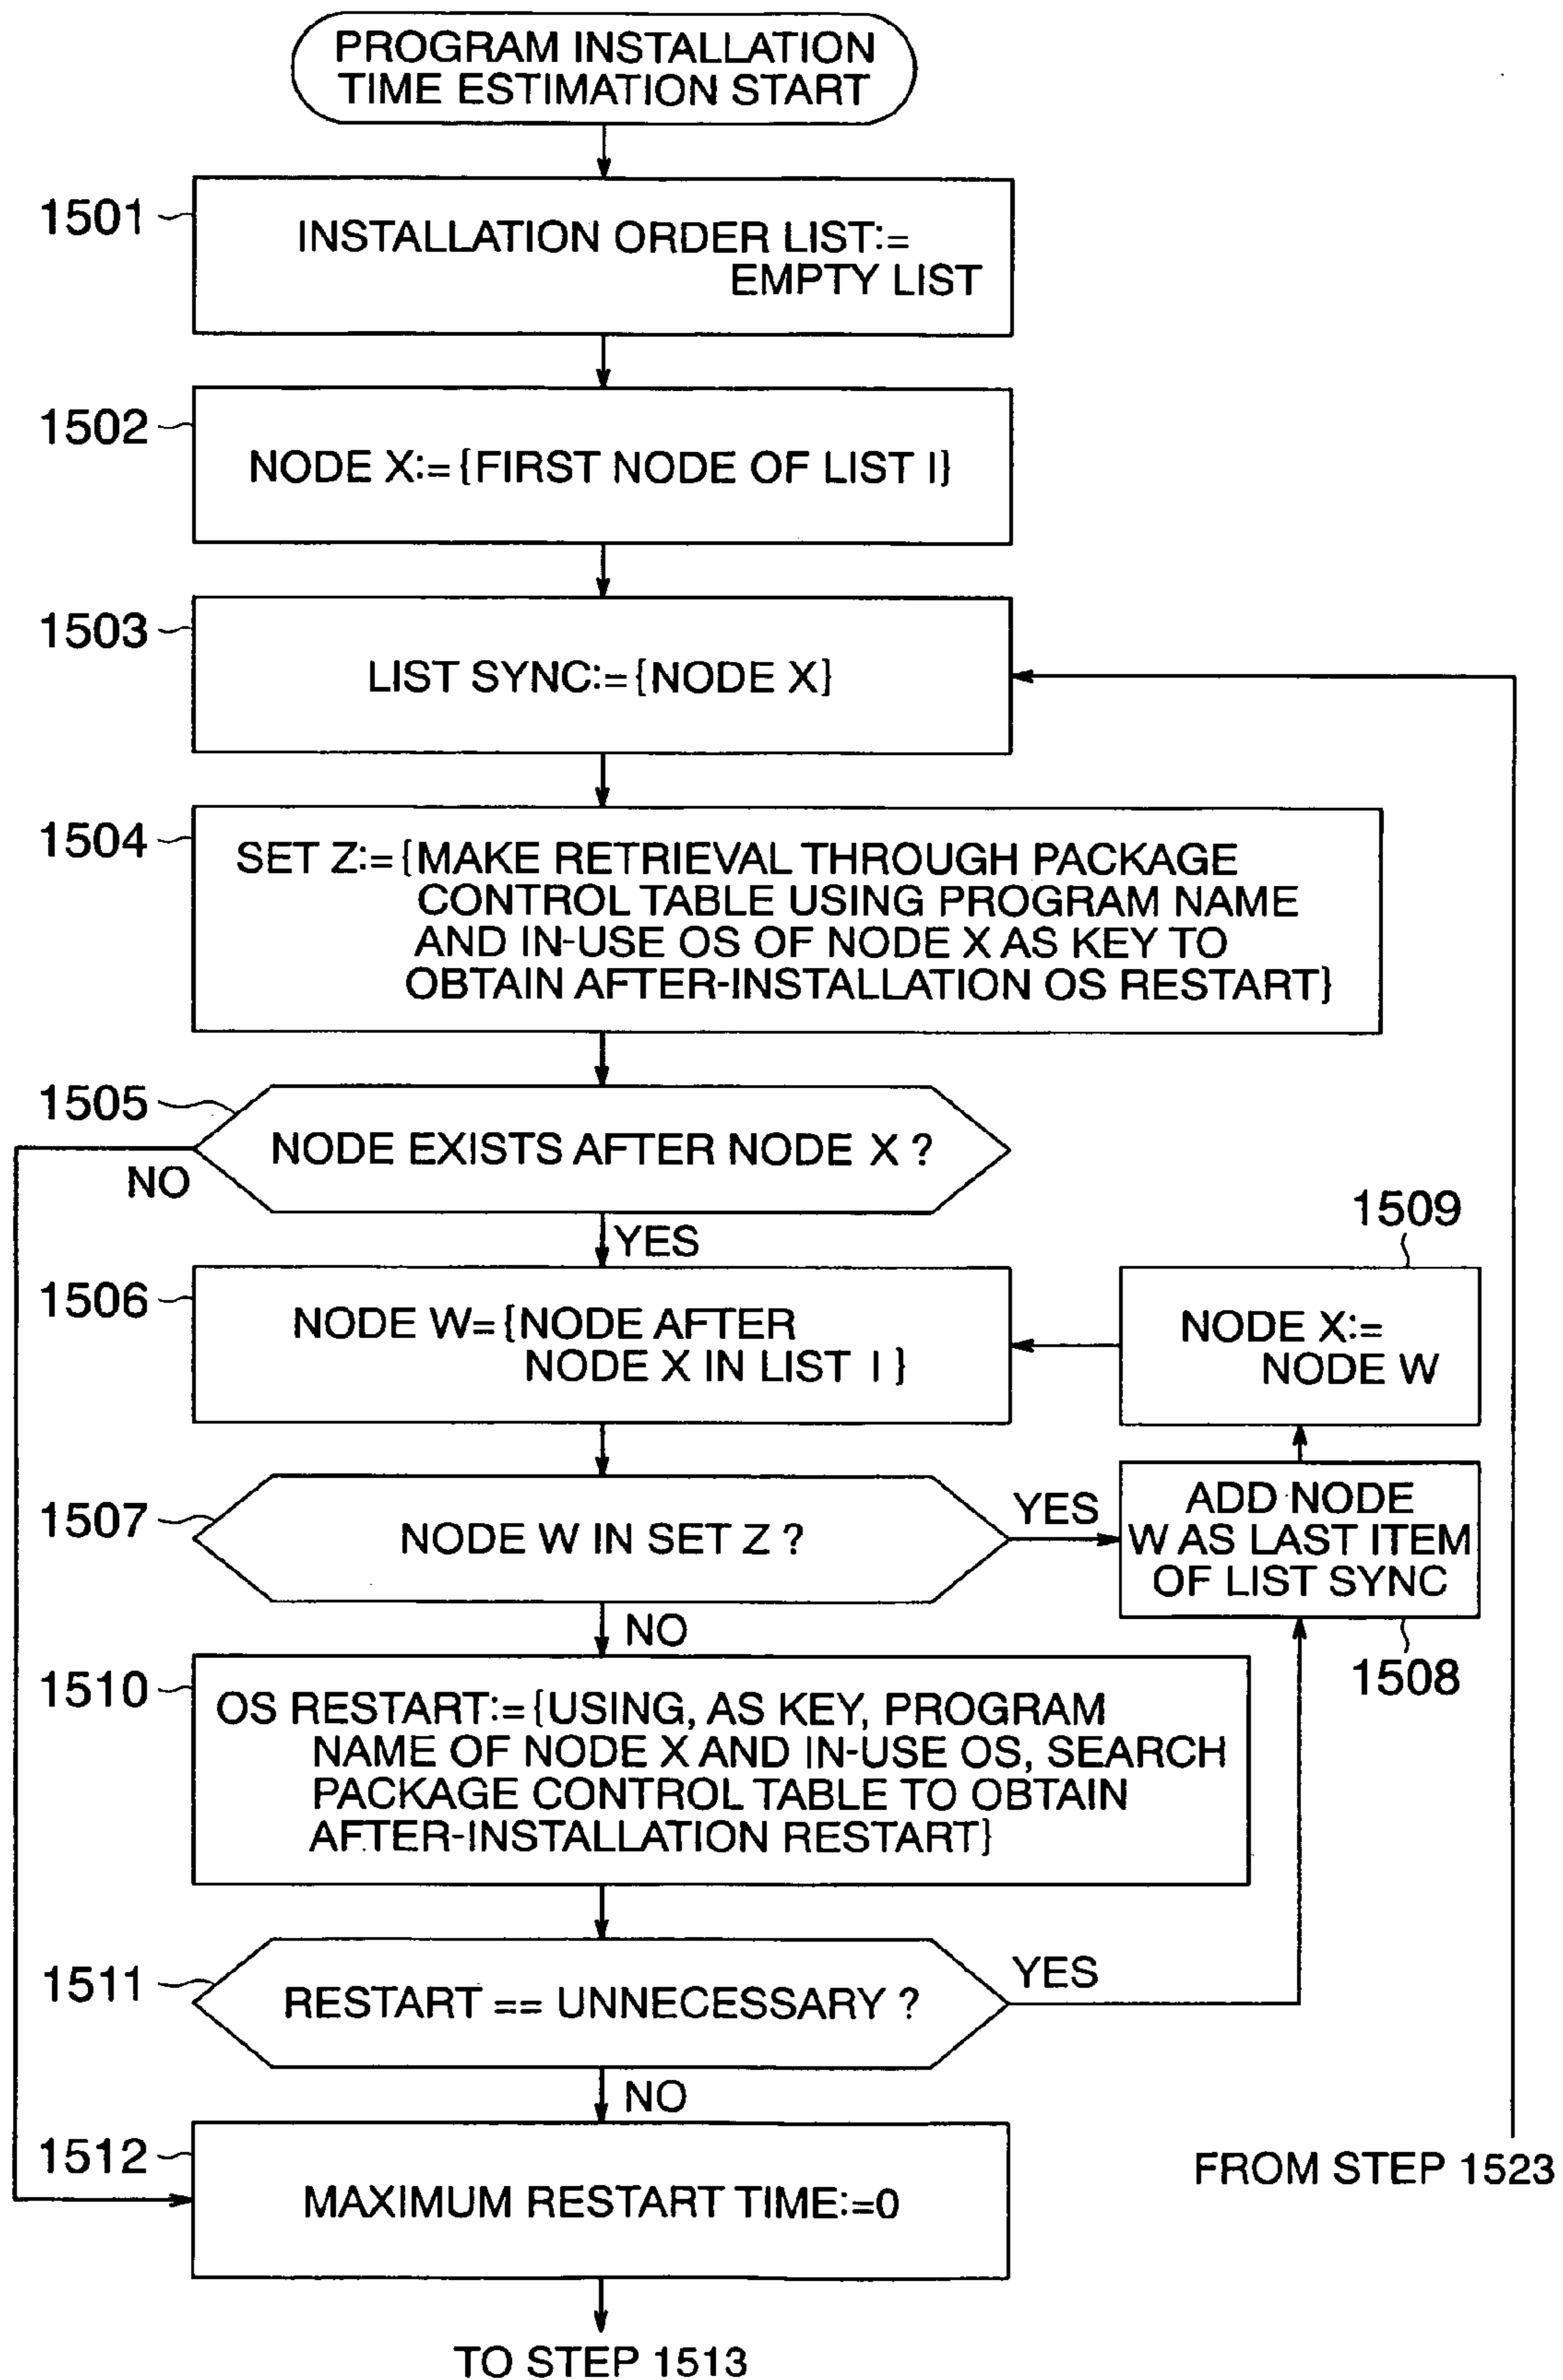 PROGRAM INSTALLATION
TIME ESTIMATION START
1501
INSTALLATION ORDER LIST:=
EMPTY LIST
1502
NODE X:={FIRST NODE OF LIST I}
1503
LIST SYNC:={NODE X}
1504
SET Z:={MAKE RETRIEVAL THROUGH PACKAGE
CONTROL TABLE USING PROGRAM NAME
AND IN-USE OS OF NODE X AS KEY TO
OBTAIN AFTER-INSTALLATION OS RESTART}
1505
NODE EXISTS AFTER NODE X ?
NO
YES
1509
1506
NODE W={NODE AFTER
NODE X IN LIST I }
NODE X:=
NODE W
1507
NODE W IN SET Z ?
YES
ADD NODE
W AS LAST ITEM
OF LIST SYNC
NO
1508
1510
OS RESTART:={USING, AS KEY, PROGRAM
NAME OF NODE X AND IN-USE OS, SEARCH
PACKAGE CONTROL TABLE TO OBTAIN
AFTER-INSTALLATION RESTART}
1511
RESTART == UNNECESSARY ?
YES
NO
1512
MAXIMUM RESTART TIME:=0
FROM STEP 1523
TO STEP 1513